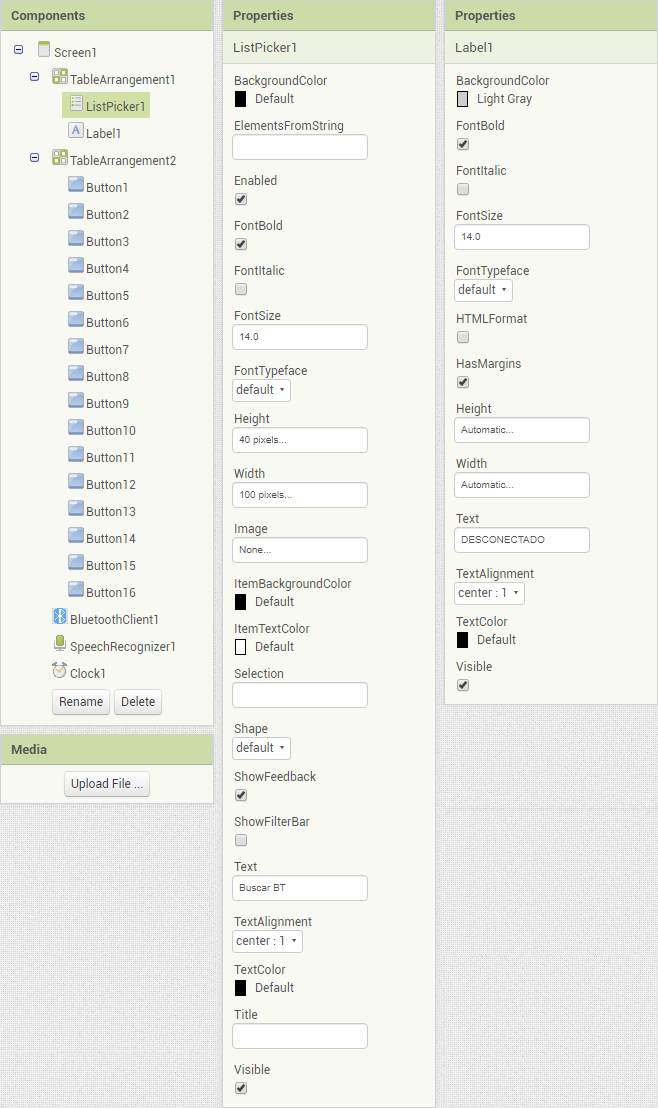 Components
Screen1
TableArrangement1
ListPicker1
Label1
TableArrangement2
Button1
Button2
Button3
Button4
Button5
Button6
Button7
Button8
Button9
Button10
Button11
Button12
Button13
Button14
Button15
Button16
BluetoothClient1
SpeechRecognizer1
Clock1
Rename Delete
Media
Upload File ...
Properties
ListPicker1
BackgroundColor
Default
ElementsFromString
Enabled
FontBold
FontItalic
FontSize
14.0
FontTypeface
default
Height
40 pixels...
Width
100 pixels...
Image
None...
ItemBackgroundColor
Default
ItemTextColor
Default
Selection
Shape
default
ShowFeedback
ShowFilterBar
Text
Buscar BT
TextAlignment
center : 1
TextColor
Default
Title
Visible
Properties
Label1
BackgroundColor
Light Gray
FontBold
FontItalic
FontSize
14.0
FontTypeface
default
HTMLFormat
HasMargins
Height
Automatic...
Width
Automatic...
Text
DESCONECTADO
TextAlignment
center : 1
TextColor
Default
Visible